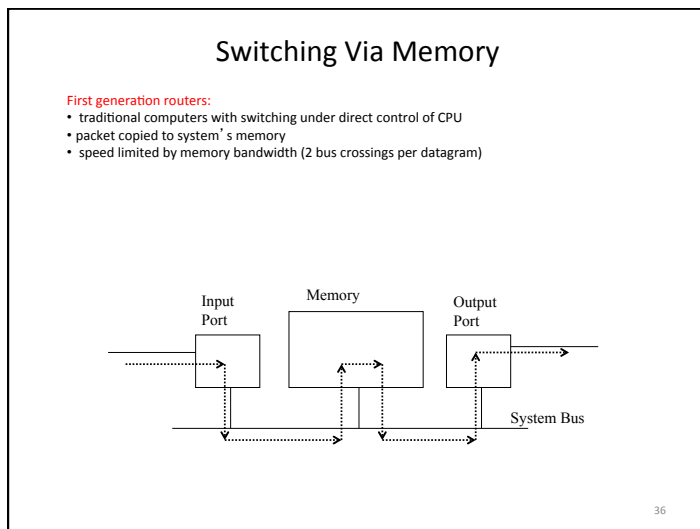 Switching Via Memory
First generation routers:
• traditional computers with switching under direct control of CPU
• packet copied to system's memory
• speed limited by memory bandwidth (2 bus crossings per datagram)
Input
Port
Memory
Output
Port
System Bus
36